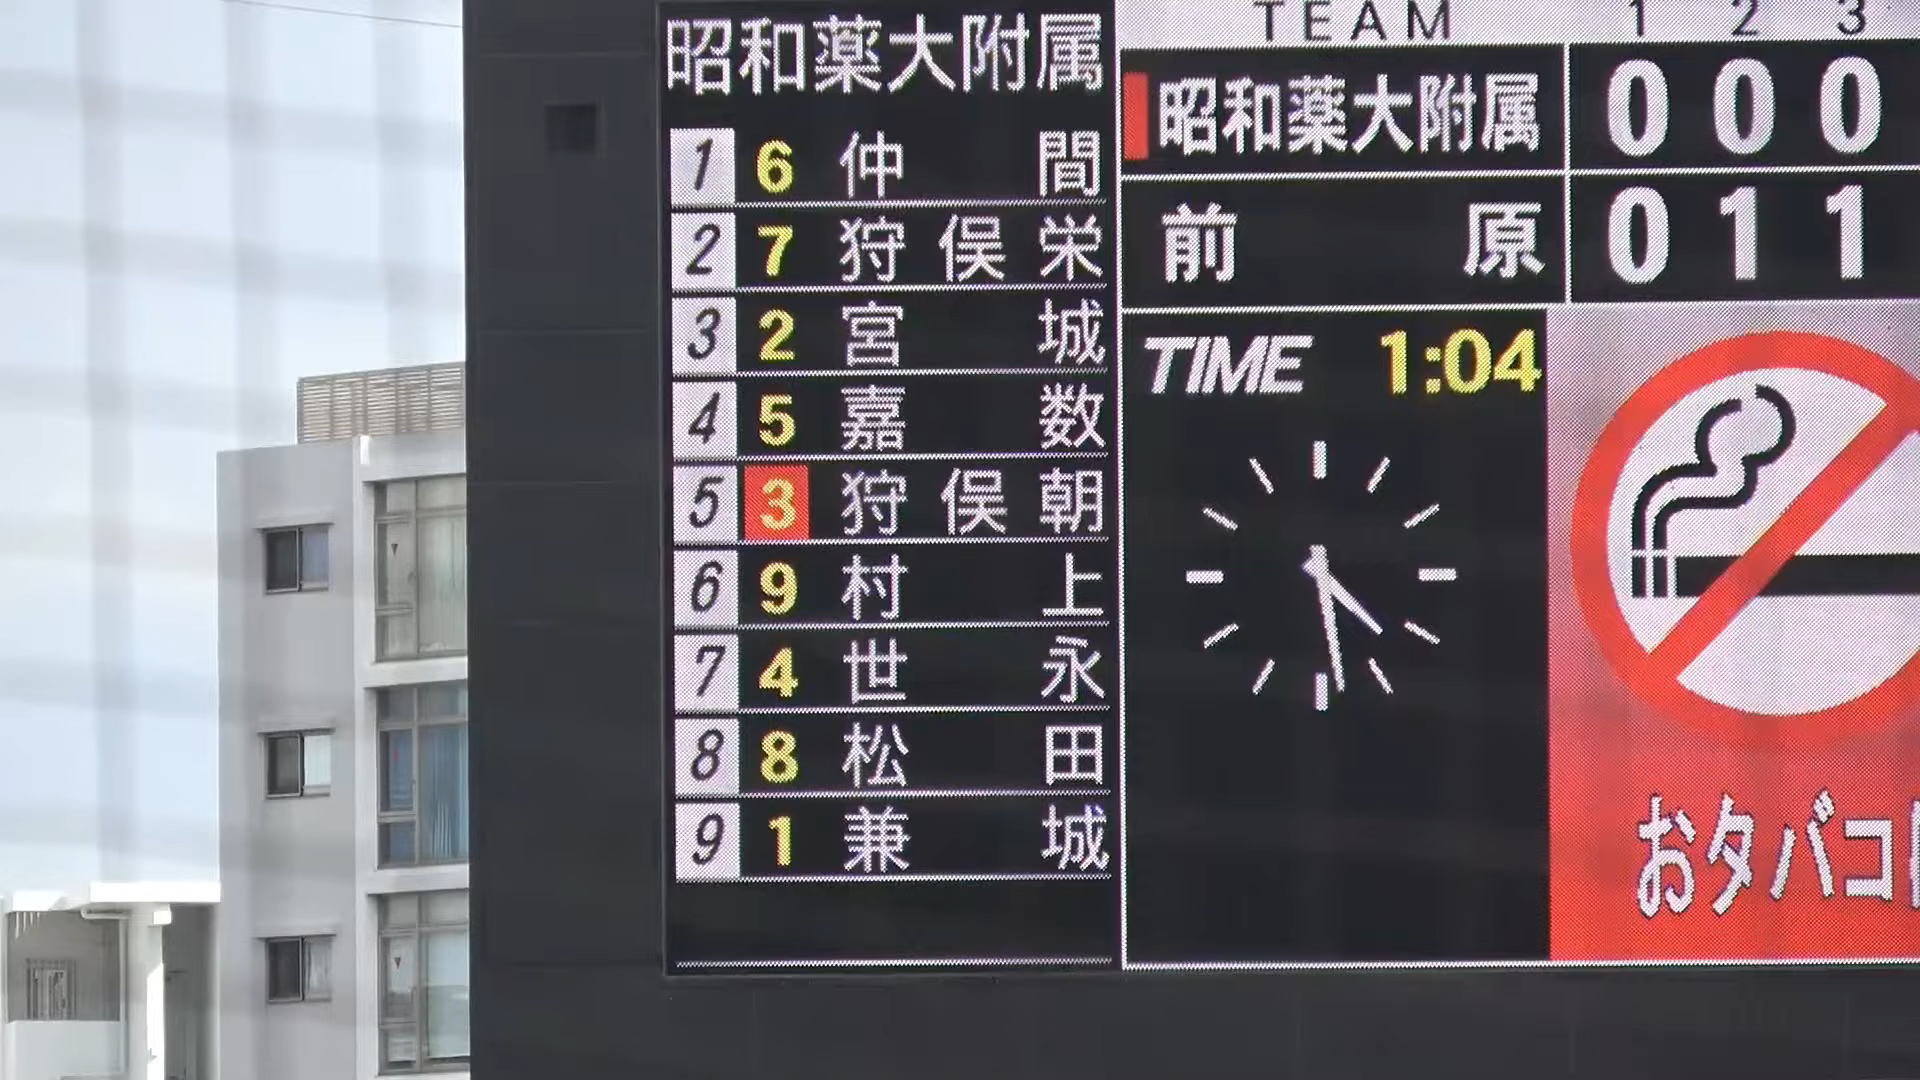 昭和薬大附属
1 6 仲間
2 7 狩俣栄
3 2 宮城
4 5 嘉数
5 3 狩俣朝
6 9 村上
7 4 世永
8 8 松田
9 1 兼城
TEAM 1 2 3
昭和薬大附属 0 0 0
前原 0 1 1
TIME 1:04
おタバコ